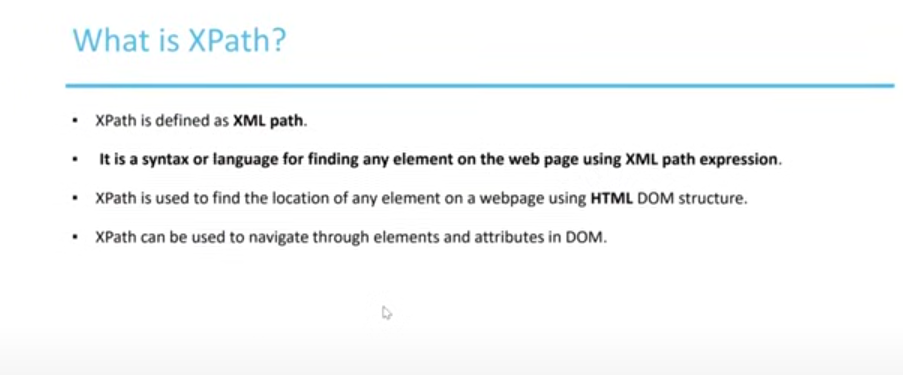 What is XPath?
• XPath is defined as XML path.
• It is a syntax or language for finding any element on the web page using XML path expression.
• XPath is used to find the location of any element on a webpage using HTML DOM structure.
• XPath can be used to navigate through elements and attributes in DOM.